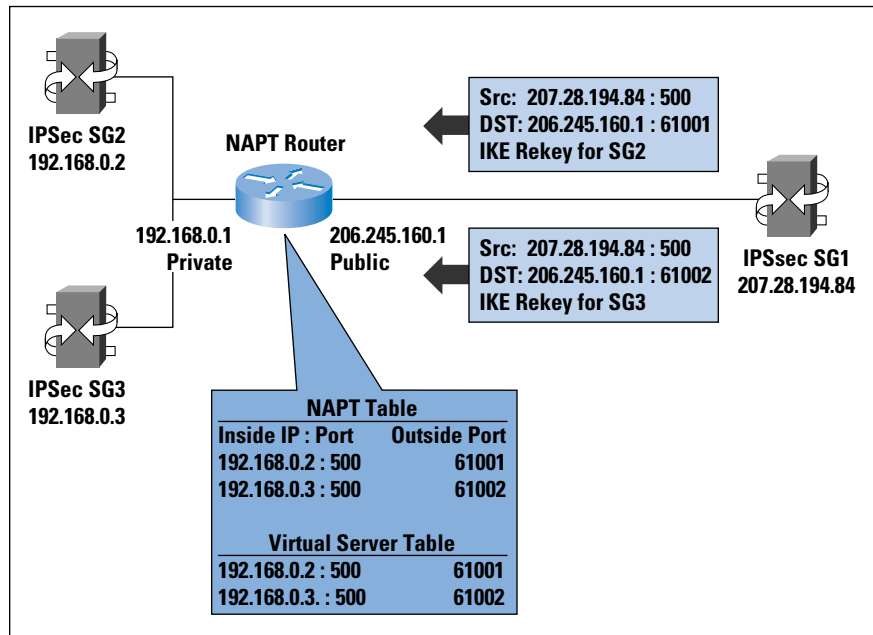 IPSec SG2
192.168.0.2
NAPT Router
Src: 207.28.194.84 : 500
DST: 206.245.160.1 : 61001
IKE Rekey for SG2
192.168.0.1
Private
206.245.160.1
Public
Src: 207.28.194.84 : 500
DST: 206.245.160.1 : 61002
IKE Rekey for SG3
IPSsec SG1
207.28.194.84
IPSec SG3
192.168.0.3
NAPT Table
Inside IP : Port Outside Port
192.168.0.2 : 500 61001
192.168.0.3 : 500 61002
Virtual Server Table
192.168.0.2 : 500 61001
192.168.0.3. : 500 61002